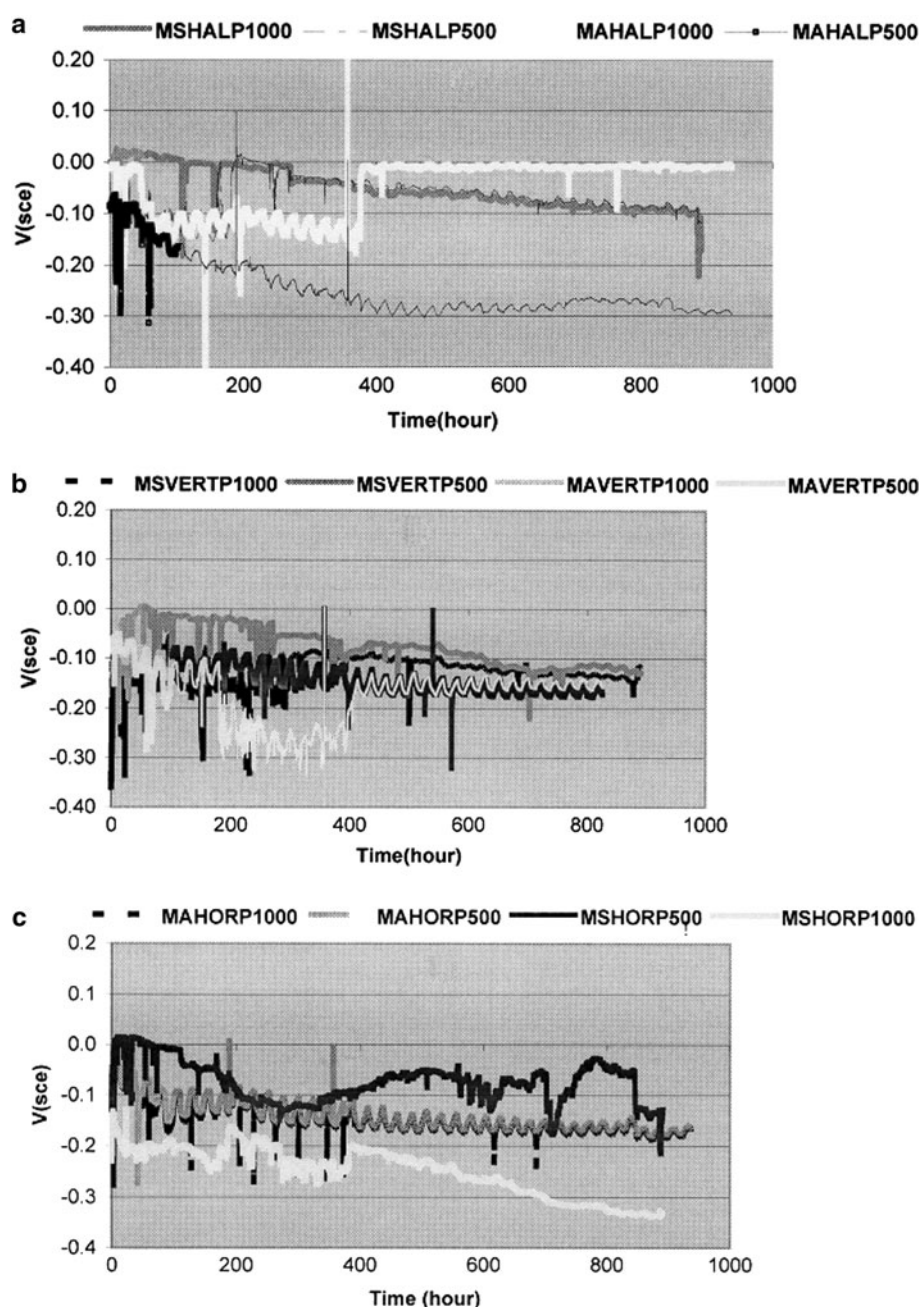 a
MSHALP1000 MSHALP500 MAHALP1000 MAHALP500
0.20
0.10
0.00
-0.10
-0.20
-0.30
-0.40
V(sce)
0 200 400 600 800 1000
Time(hour)
b
MSVERTP1000 MSVERTP500 MAVERTP1000 MAVERTP500
0.20
0.10
0.00
-0.10
-0.20
-0.30
-0.40
V(sce)
0 200 400 600 800 1000
Time(hour)
c
MAHORP1000 MAHORP500 MSHORP500 MSHORP1000
0.2
0.1
0.0
-0.1
-0.2
-0.3
-0.4
V(sce)
0 200 400 600 800 1000
Time (hour)